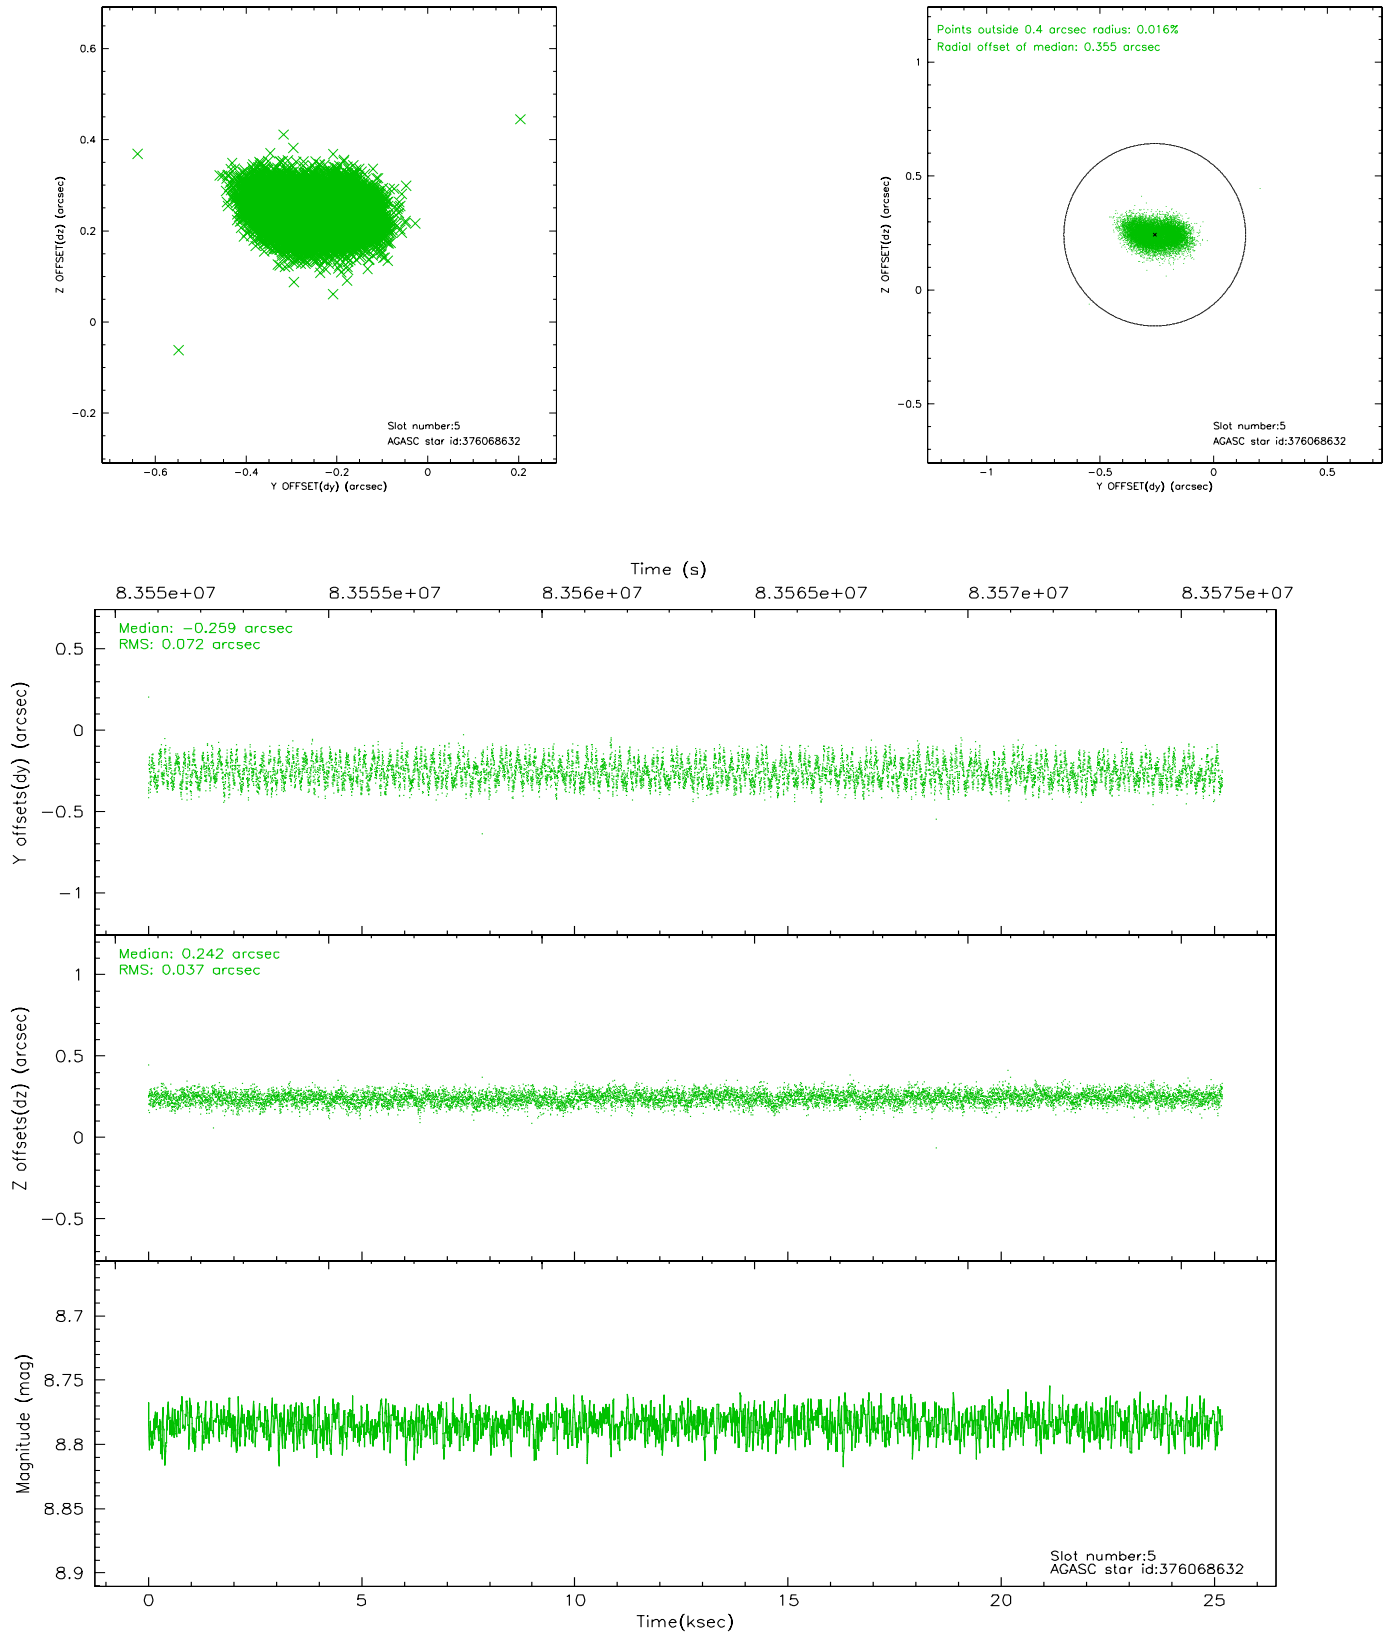 0.6
0.4
0.2
0
−0.2
Z OFFSET(dz) (arcsec)
Slot number:5
AGASC star id:376068632
−0.6 −0.4 −0.2 0 0.2
Y OFFSET(dy) (arcsec)
Points outside 0.4 arcsec radius: 0.016%
Radial offset of median: 0.355 arcsec
1
0.5
0
−0.5
Z OFFSET(dz) (arcsec)
Slot number:5
AGASC star id:376068632
−1 −0.5 0 0.5
Y OFFSET(dy) (arcsec)
Time (s)
8.355e+07 8.3555e+07 8.356e+07 8.3565e+07 8.357e+07 8.3575e+07
Median: −0.259 arcsec
RMS: 0.072 arcsec
0.5
0
−0.5
−1
Y offsets(dy) (arcsec)
Median: 0.242 arcsec
RMS: 0.037 arcsec
1
0.5
0
−0.5
Z offsets(dz) (arcsec)
8.7
8.75
8.8
8.85
8.9
Magnitude (mag)
Slot number:5
AGASC star id:376068632
0 5 10 15 20 25
Time(ksec)